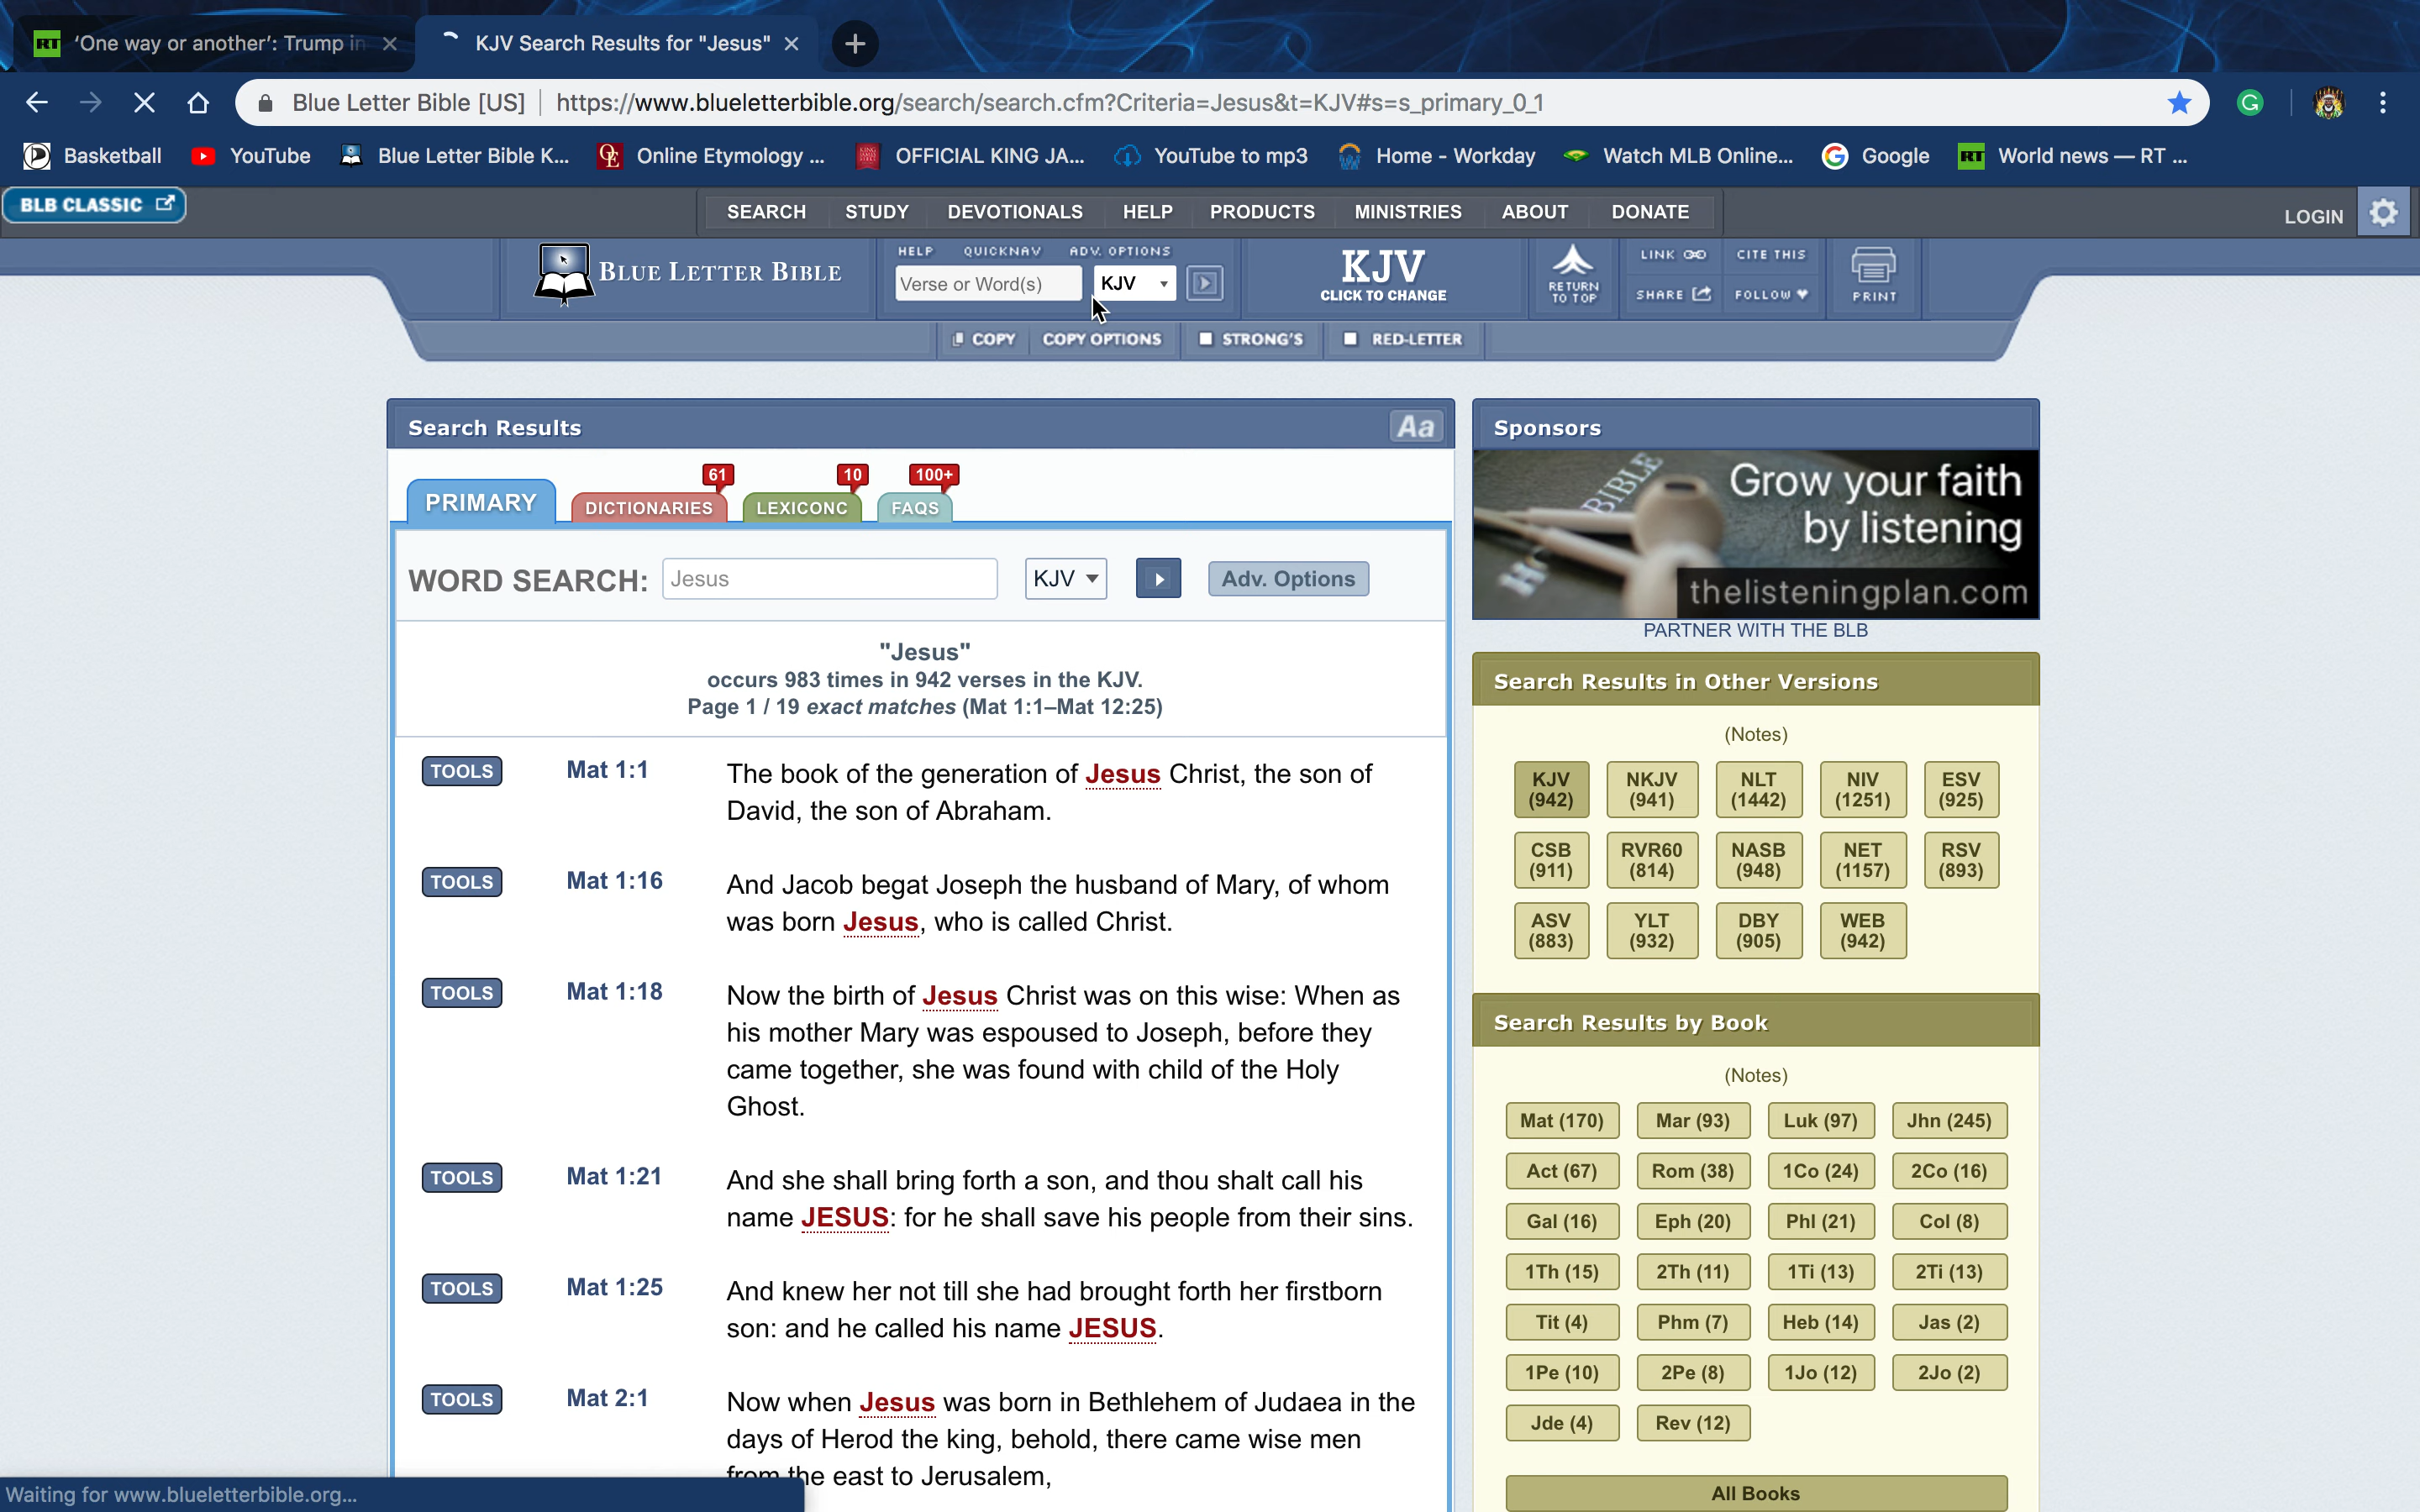 RT 'One way or another': Trump in
KJV Search Results for "Jesus"
Blue Letter Bible [US] https://www.blueletterbible.org/search/search.cfm?Criteria=Jesus&t=KJV#s=s_primary_0_1
G
Basketball YouTube Blue Letter Bible K... OE Online Etymology ... OFFICIAL KING JA... YouTube to mp3 Home - Workday Watch MLB Online... Google RT World news — RT ...
BLB CLASSIC
SEARCH STUDY DEVOTIONALS HELP PRODUCTS MINISTRIES ABOUT DONATE
LOGIN
BLUE LETTER BIBLE
HELP QUICKNAV ADV. OPTIONS
Verse or Word(s) KJV
KJV
CLICK TO CHANGE
RETURN
TO TOP
LINK CITE THIS
SHARE FOLLOW
PRINT
COPY COPY OPTIONS STRONG'S RED-LETTER
Search Results Aa
61 10 100+
PRIMARY DICTIONARIES LEXICONC FAQS
WORD SEARCH: Jesus KJV Adv. Options
"Jesus"
occurs 983 times in 942 verses in the KJV.
Page 1 / 19 exact matches (Mat 1:1–Mat 12:25)
TOOLS Mat 1:1 The book of the generation of Jesus Christ, the son of
David, the son of Abraham.
TOOLS Mat 1:16 And Jacob begat Joseph the husband of Mary, of whom
was born Jesus, who is called Christ.
TOOLS Mat 1:18 Now the birth of Jesus Christ was on this wise: When as
his mother Mary was espoused to Joseph, before they
came together, she was found with child of the Holy
Ghost.
TOOLS Mat 1:21 And she shall bring forth a son, and thou shalt call his
name JESUS: for he shall save his people from their sins.
TOOLS Mat 1:25 And knew her not till she had brought forth her firstborn
son: and he called his name JESUS.
TOOLS Mat 2:1 Now when Jesus was born in Bethlehem of Judaea in the
days of Herod the king, behold, there came wise men
from the east to Jerusalem,
Waiting for www.blueletterbible.org...
Sponsors
BIBLE
H
Grow your faith
by listening
thelisteningplan.com
PARTNER WITH THE BLB
Search Results in Other Versions
(Notes)
KJV NKJV NLT NIV ESV
(942) (941) (1442) (1251) (925)
CSB RVR60 NASB NET RSV
(911) (814) (948) (1157) (893)
ASV YLT DBY WEB
(883) (932) (905) (942)
Search Results by Book
(Notes)
Mat (170) Mar (93) Luk (97) Jhn (245)
Act (67) Rom (38) 1Co (24) 2Co (16)
Gal (16) Eph (20) Phl (21) Col (8)
1Th (15) 2Th (11) 1Ti (13) 2Ti (13)
Tit (4) Phm (7) Heb (14) Jas (2)
1Pe (10) 2Pe (8) 1Jo (12) 2Jo (2)
Jde (4) Rev (12)
All Books